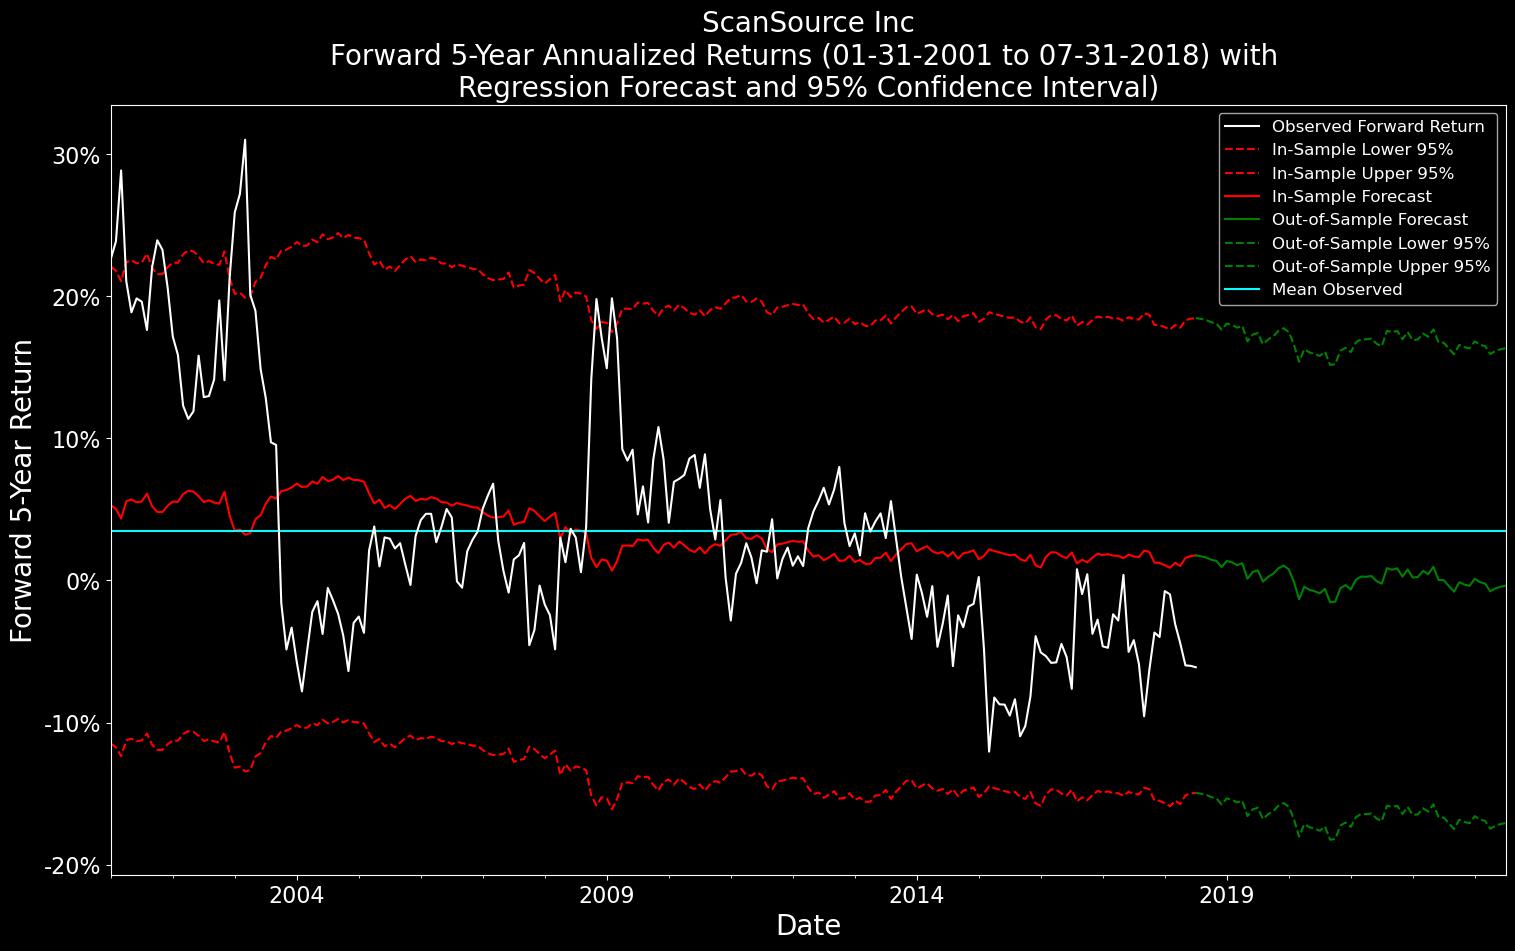 ScanSource Inc
Forward 5-Year Annualized Returns (01-31-2001 to 07-31-2018) with
Regression Forecast and 95% Confidence Interval)
Observed Forward Return
In-Sample Lower 95%
In-Sample Upper 95%
In-Sample Forecast
Out-of-Sample Forecast
Out-of-Sample Lower 95%
Out-of-Sample Upper 95%
Mean Observed
Forward 5-Year Return
30%
20%
10%
0%
-10%
-20%
2004
2009
2014
2019
Date